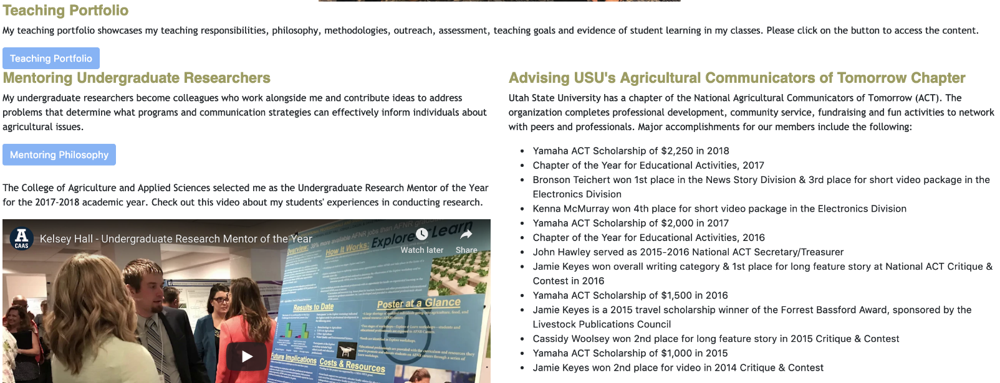 Teaching Portfolio
My teaching portfolio showcases my teaching responsibilities, philosophy, methodologies, outreach, assessment, teaching goals and evidence of student learning in my classes. Please click on the button to access the content.
Teaching Portfolio
Mentoring Undergraduate Researchers
My undergraduate researchers become colleagues who work alongside me and contribute ideas to address
problems that determine what programs and communication strategies can effectively inform individuals about
agricultural issues.
Mentoring Philosophy
The College of Agriculture and Applied Sciences selected me as the Undergraduate Research Mentor of the Year
for the 2017-2018 academic year. Check out this video about my students' experiences in conducting research.
A
CAAS
Kelsey Hall - Undergraduate Research Mentor of the Year
Watch later
Share
Overview: 39% more available AFNR jobs than AFNR
How It Works:
Explore Learn
Results to Date
Poster at a Glance
Future Implications
Costs & Resources
Advising USU's Agricultural Communicators of Tomorrow Chapter
Utah State University has a chapter of the National Agricultural Communicators of Tomorrow (ACT). The
organization completes professional development, community service, fundraising and fun activities to network
with peers and professionals. Major accomplishments for our members include the following:
• Yamaha ACT Scholarship of $2,250 in 2018
• Chapter of the Year for Educational Activities, 2017
• Bronson Teichert won 1st place in the News Story Division & 3rd place for short video package in the
Electronics Division
• Kenna McMurray won 4th place for short video package in the Electronics Division
• Yamaha ACT Scholarship of $2,000 in 2017
• Chapter of the Year for Educational Activities, 2016
• John Hawley served as 2015-2016 National ACT Secretary/Treasurer
• Jamie Keyes won overall writing category & 1st place for long feature story at National ACT Critique &
Contest in 2016
• Yamaha ACT Scholarship of $1,500 in 2016
• Jamie Keyes is a 2015 travel scholarship winner of the Forrest Bassford Award, sponsored by the
Livestock Publications Council
• Cassidy Woolsey won 2nd place for long feature story in 2015 Critique & Contest
• Yamaha ACT Scholarship of $1,000 in 2015
• Jamie Keyes won 2nd place for video in 2014 Critique & Contest